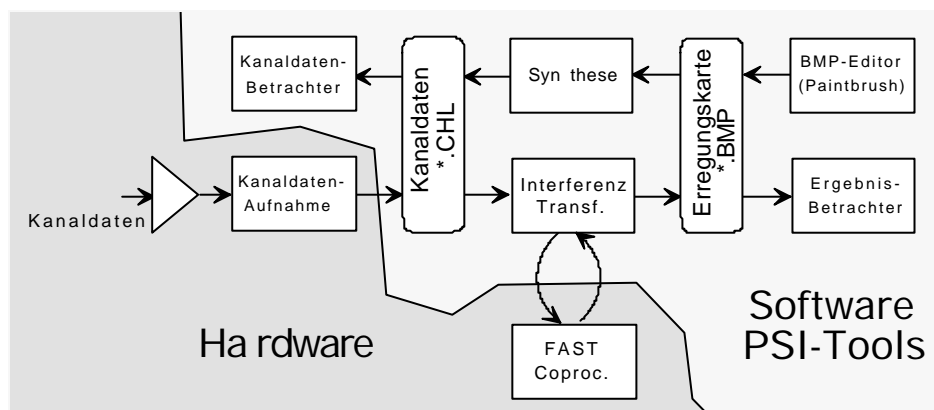 Kanaldaten-
Betrachter
Kanaldaten
*.CHL
Syn these
Erregungskarte
*.BMP
BMP-Editor
(Paintbrush)
Kanaldaten
Kanaldaten-
Aufnahme
Interferenz
Transf.
Ergebnis-
Betrachter
Ha rdware
FAST
Coproc.
Software
PSI-Tools